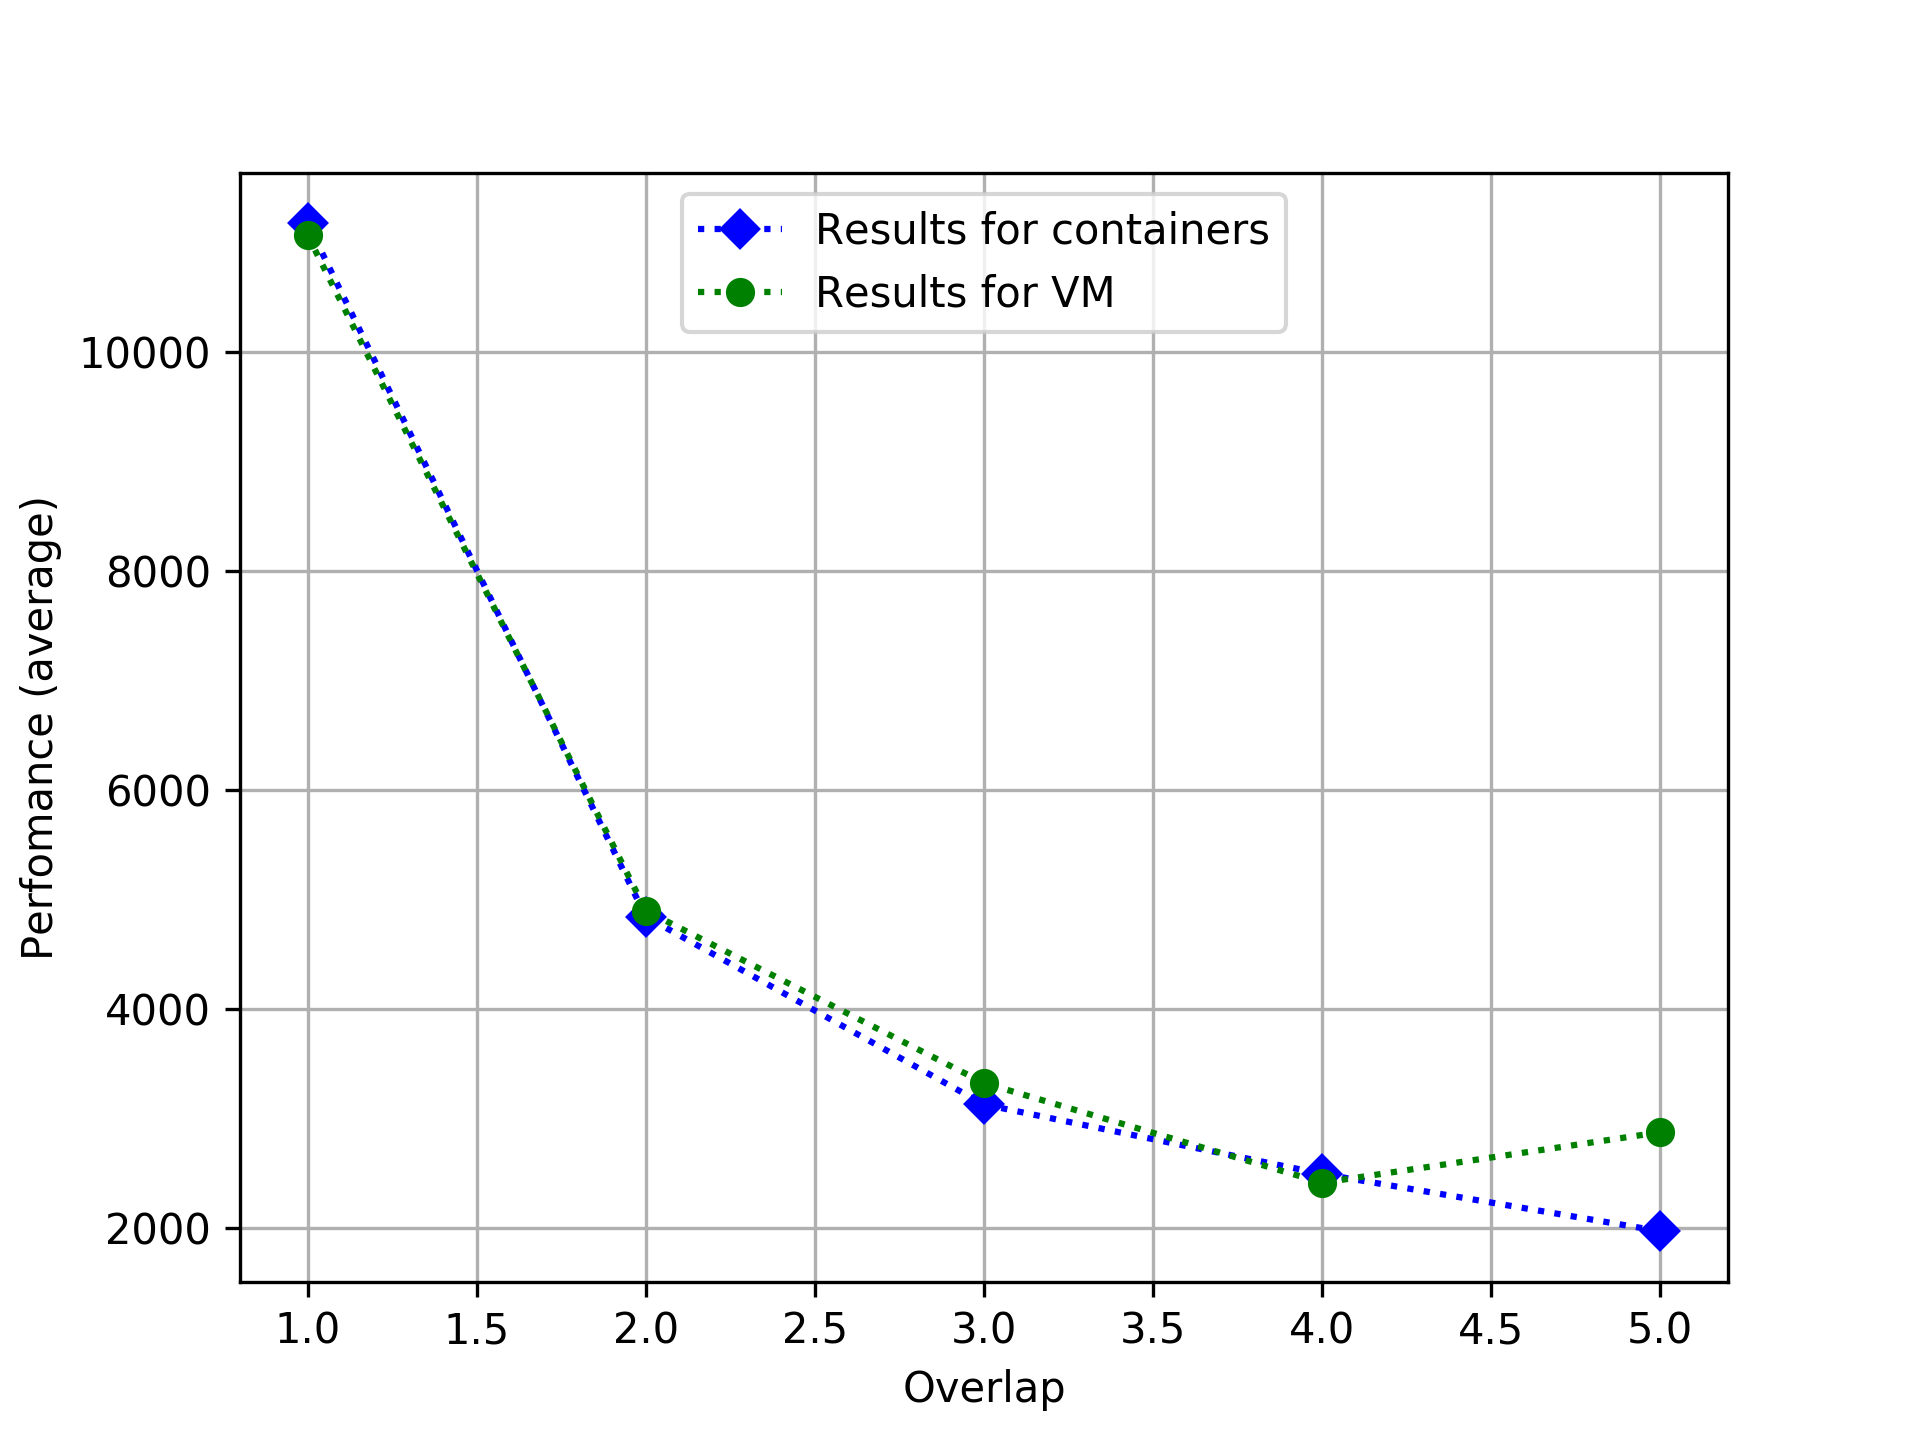 Results for containers
Results for VM
10000
8000
6000
4000
2000
Perfomance (average)
1.0 1.5 2.0 2.5 3.0 3.5 4.0 4.5 5.0
Overlap